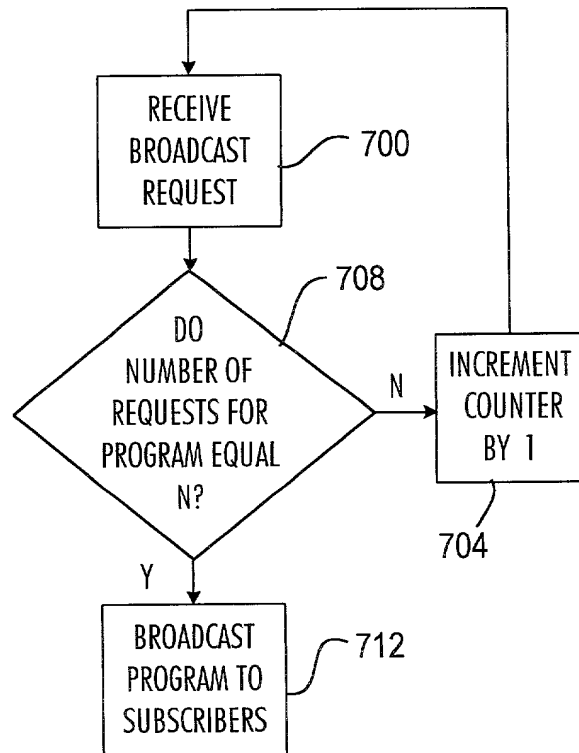 RECEIVE
BROADCAST
REQUEST
700
DO
NUMBER OF
REQUESTS FOR
PROGRAM EQUAL
N?
708
N
INCREMENT
COUNTER
BY 1
704
Y
BROADCAST
PROGRAM TO
SUBSCRIBERS
712